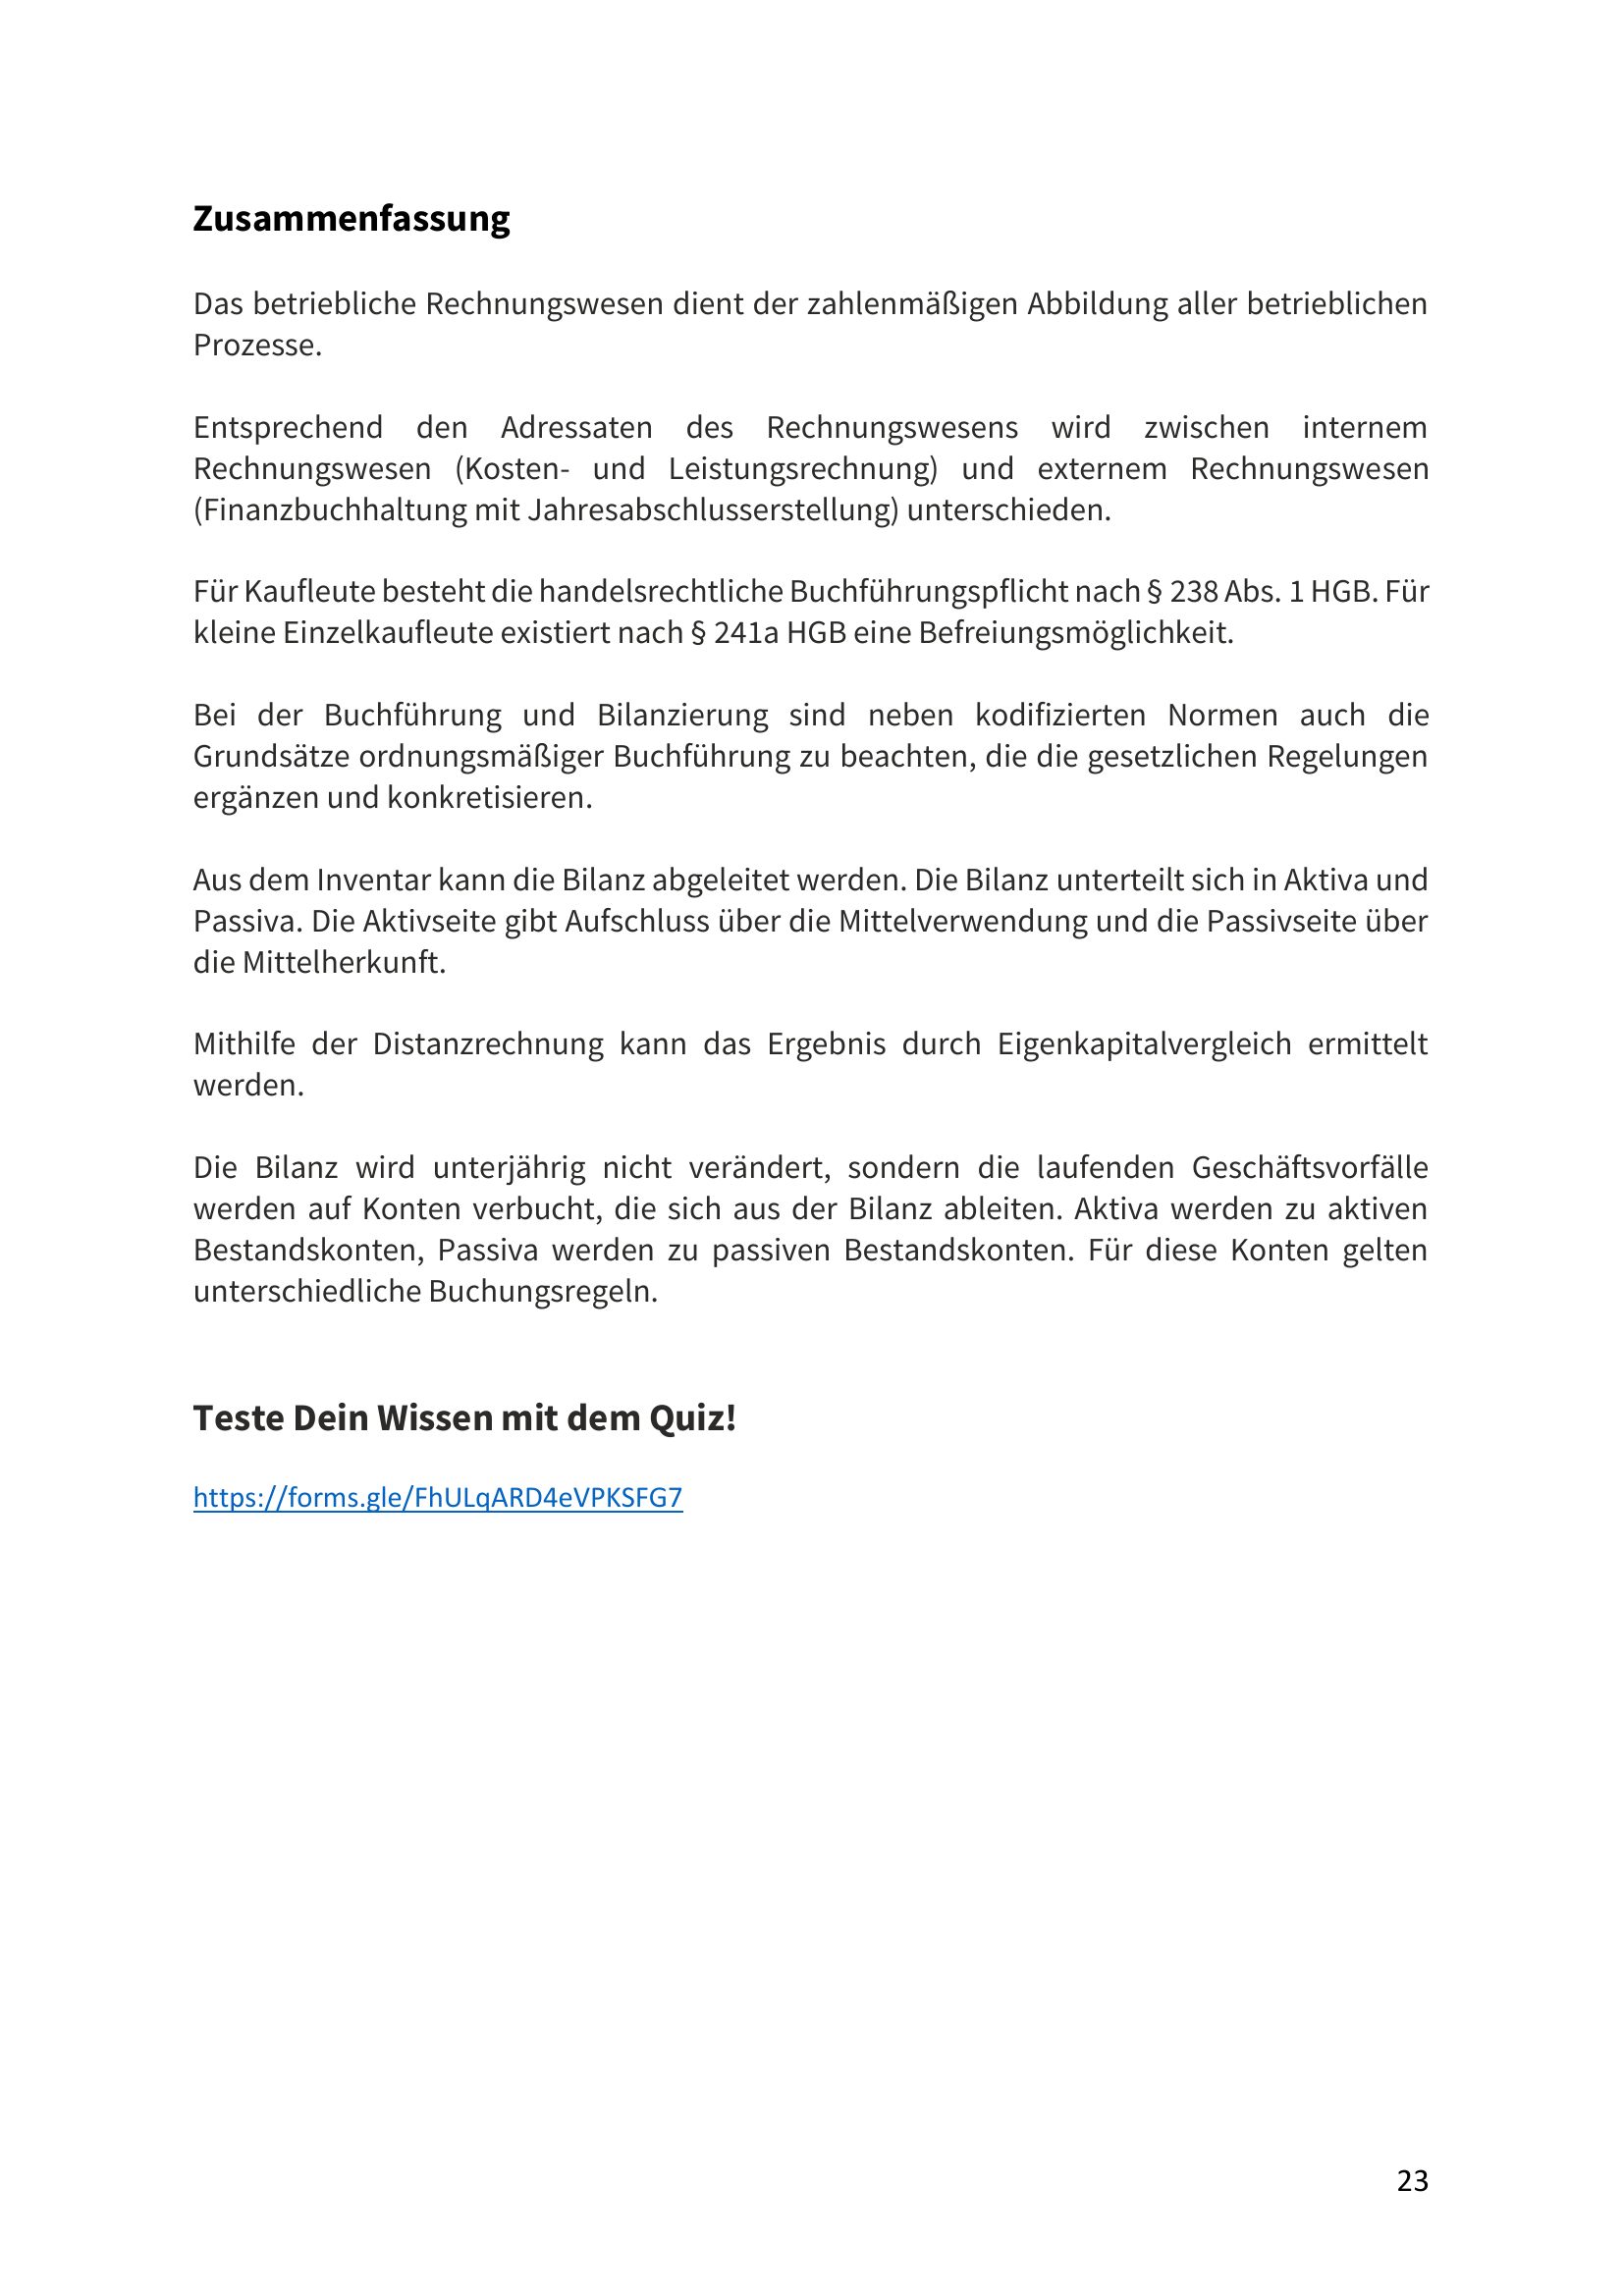 Zusammenfassung
Das betriebliche Rechnungswesen dient der zahlenmäßigen Abbildung aller betrieblichen
Prozesse.
Entsprechend den Adressaten des Rechnungswesens wird zwischen internem
Rechnungswesen (Kosten- und Leistungsrechnung) und externem Rechnungswesen
(Finanzbuchhaltung mit Jahresabschlusserstellung) unterschieden.
Für Kaufleute besteht die handelsrechtliche Buchführungspflicht nach § 238 Abs. 1 HGB. Für
kleine Einzelkaufleute existiert nach § 241a HGB eine Befreiungsmöglichkeit.
Bei der Buchführung und Bilanzierung sind neben kodifizierten Normen auch die
Grundsätze ordnungsmäßiger Buchführung zu beachten, die die gesetzlichen Regelungen
ergänzen und konkretisieren.
Aus dem Inventar kann die Bilanz abgeleitet werden. Die Bilanz unterteilt sich in Aktiva und
Passiva. Die Aktivseite gibt Aufschluss über die Mittelverwendung und die Passivseite über
die Mittelherkunft.
Mithilfe der Distanzrechnung kann das Ergebnis durch Eigenkapitalvergleich ermittelt
werden.
Die Bilanz wird unterjährig nicht verändert, sondern die laufenden Geschäftsvorfälle
werden auf Konten verbucht, die sich aus der Bilanz ableiten. Aktiva werden zu aktiven
Bestandskonten, Passiva werden zu passiven Bestandskonten. Für diese Konten gelten
unterschiedliche Buchungsregeln.
Teste Dein Wissen mit dem Quiz!
https://forms.gle/FhULqARD4eVPKSFG7
23